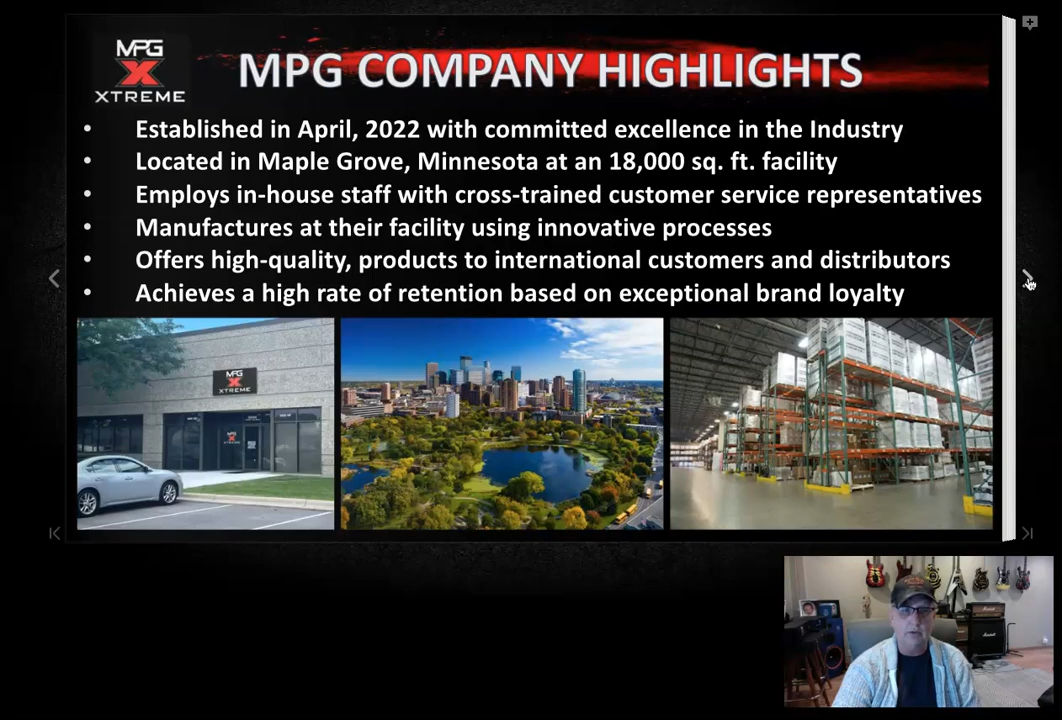 MPG
X
XTREME
MPG COMPANY HIGHLIGHTS
• Established in April, 2022 with committed excellence in the Industry
• Located in Maple Grove, Minnesota at an 18,000 sq. ft. facility
• Employs in-house staff with cross-trained customer service representatives
• Manufactures at their facility using innovative processes
• Offers high-quality, products to international customers and distributors
• Achieves a high rate of retention based on exceptional brand loyalty
MPG
X
XTREME
Marshall